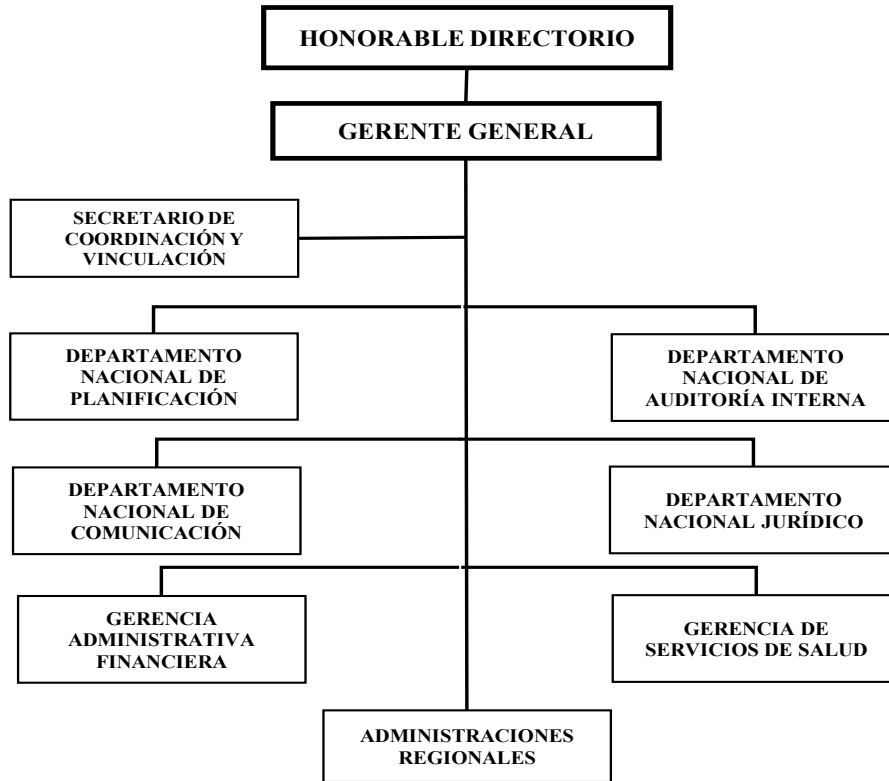 HONORABLE DIRECTORIO
GERENTE GENERAL
SECRETARIO DE
COORDINACIÓN Y
VINCULACIÓN
DEPARTAMENTO
NACIONAL DE
PLANIFICACIÓN
DEPARTAMENTO
NACIONAL DE
AUDITORÍA INTERNA
DEPARTAMENTO
NACIONAL DE
COMUNICACIÓN
DEPARTAMENTO
NACIONAL JURÍDICO
GERENCIA
ADMINISTRATIVA
FINANCIERA
GERENCIA DE
SERVICIOS DE SALUD
ADMINISTRACIONES
REGIONALES